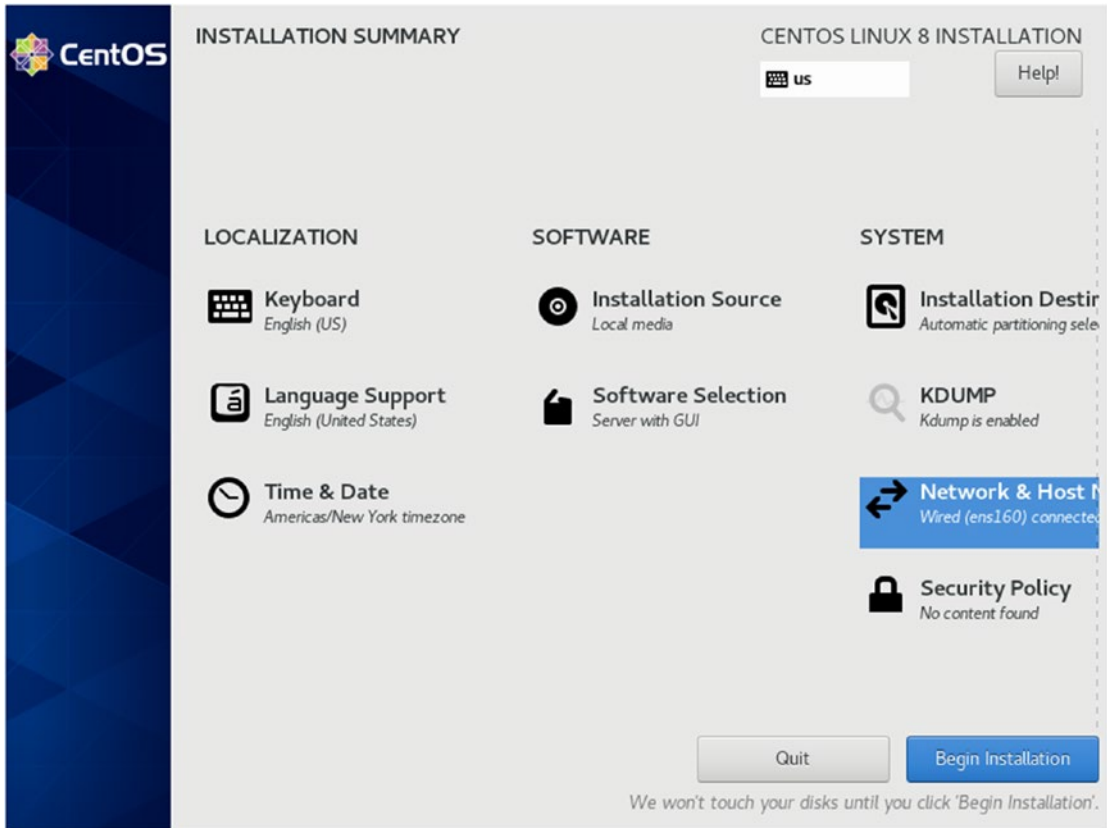 CentOS
INSTALLATION SUMMARY
CENTOS LINUX 8 INSTALLATION
us
Help!
LOCALIZATION
Keyboard
English (US)
Language Support
English (United States)
Time & Date
Americas/New York timezone
SOFTWARE
Installation Source
Local media
Software Selection
Server with GUI
SYSTEM
Installation Destin
Automatic partitioning sele
KDUMP
Kdump is enabled
Network & Host N
Wired (ens160) connected
Security Policy
No content found
Quit
Begin Installation
We won't touch your disks until you click 'Begin Installation'.